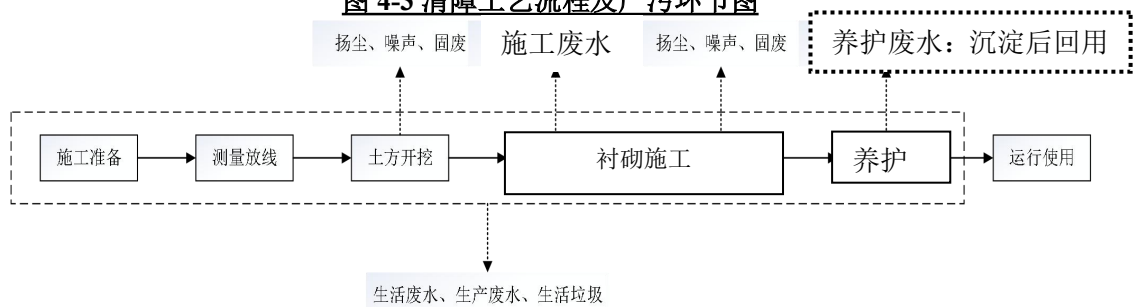 图 4-3 清障工艺流程及产污环节图
扬尘、噪声、固废
施工废水
扬尘、噪声、固废
养护废水：沉淀后回用
施工准备
测量放线
土方开挖
衬砌施工
养护
运行使用
生活废水、生产废水、生活垃圾